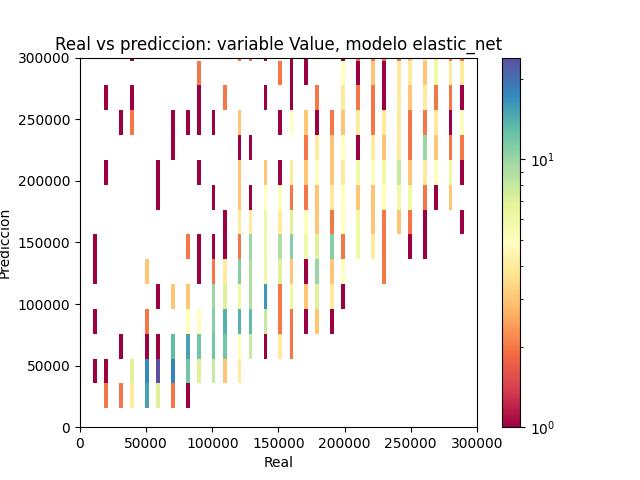 Real vs prediccion: variable Value, modelo elastic_net
300000
250000
200000
150000
100000
50000
0
Prediccion
0 50000 100000 150000 200000 250000 300000
Real
10¹
10⁰